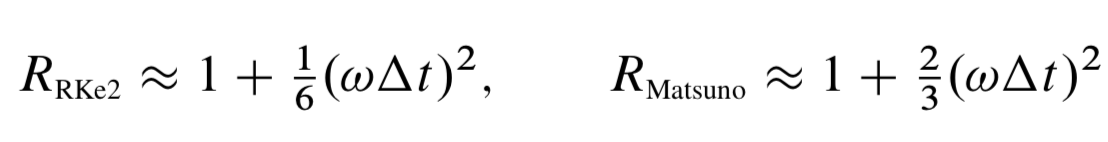 R_RKe2 ≈ 1 + 1/6 (ωΔt)², R_Matsuno ≈ 1 + 2/3 (ωΔt)²